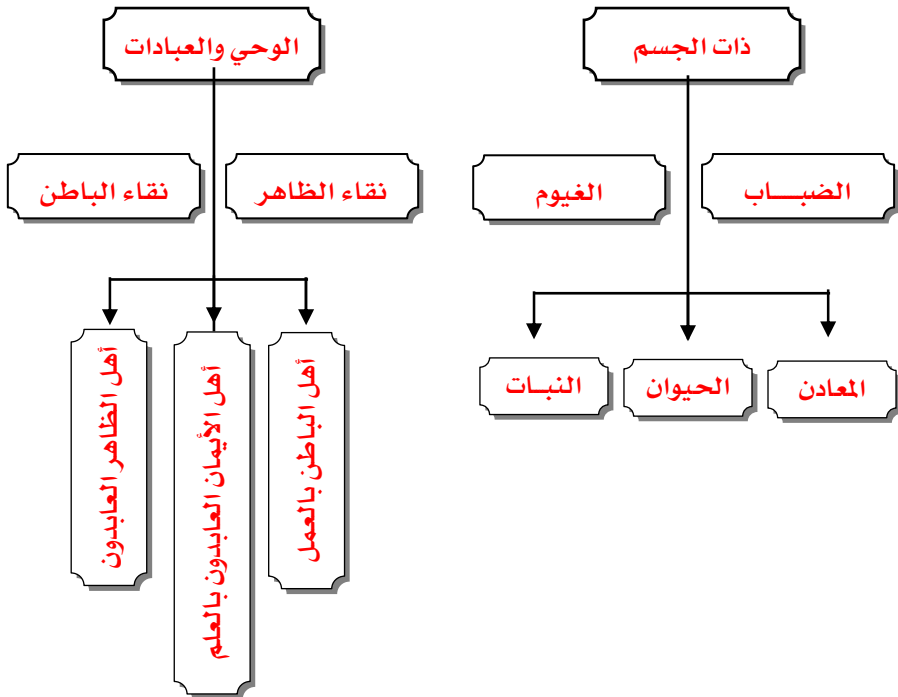 ذات الجسم
الضبـــاب
الغيوم
المعادن
الحيوان
النبـات
الوحي والعبادات
نقاء الظاهر
نقاء الباطن
أهل الباطن بالعمل
أهل الأيمان العابدون بالعلم
أهل الظاهر العابدون